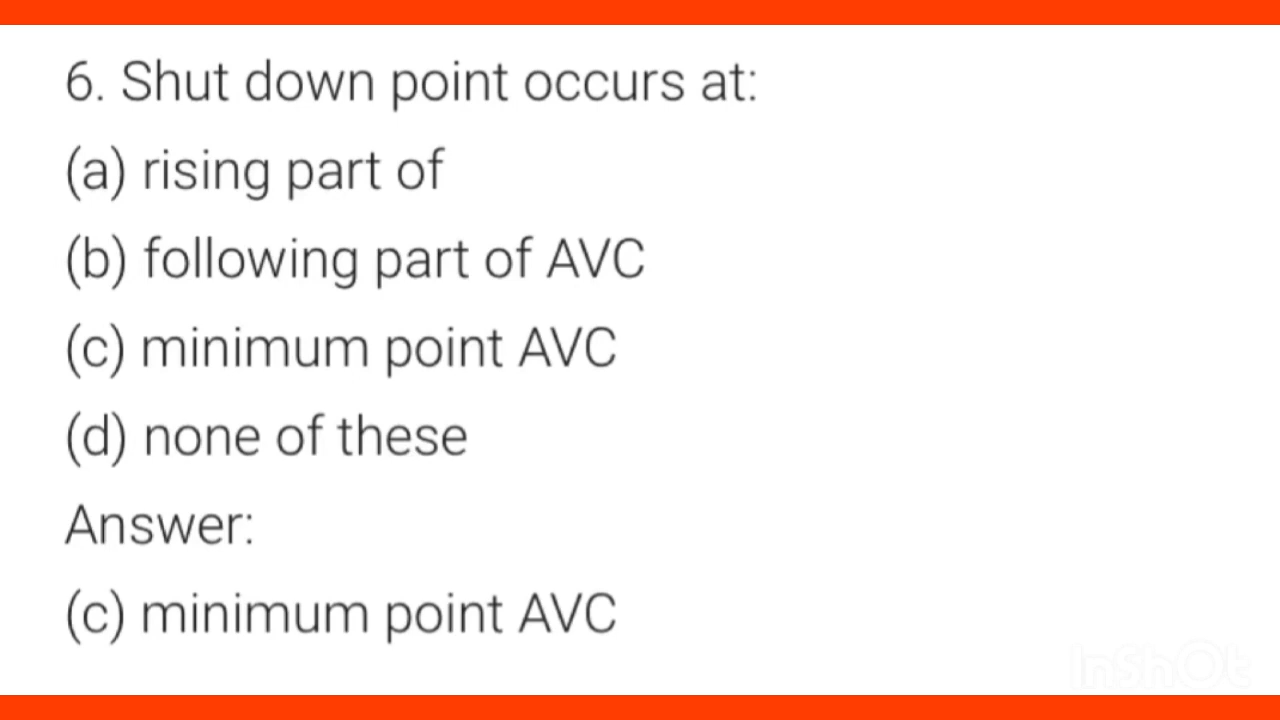 6. Shut down point occurs at:
(a) rising part of
(b) following part of AVC
(c) minimum point AVC
(d) none of these
Answer:
(c) minimum point AVC
InShOt